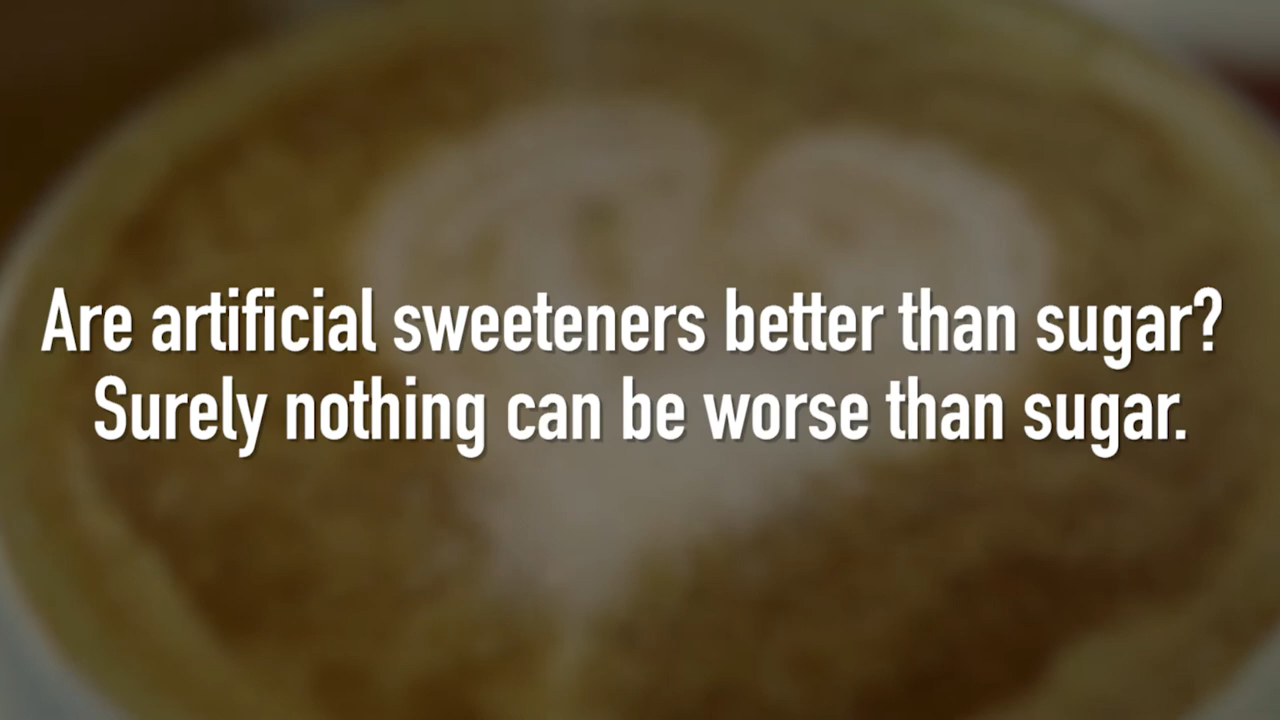 Are artificial sweeteners better than sugar?
Surely nothing can be worse than sugar.